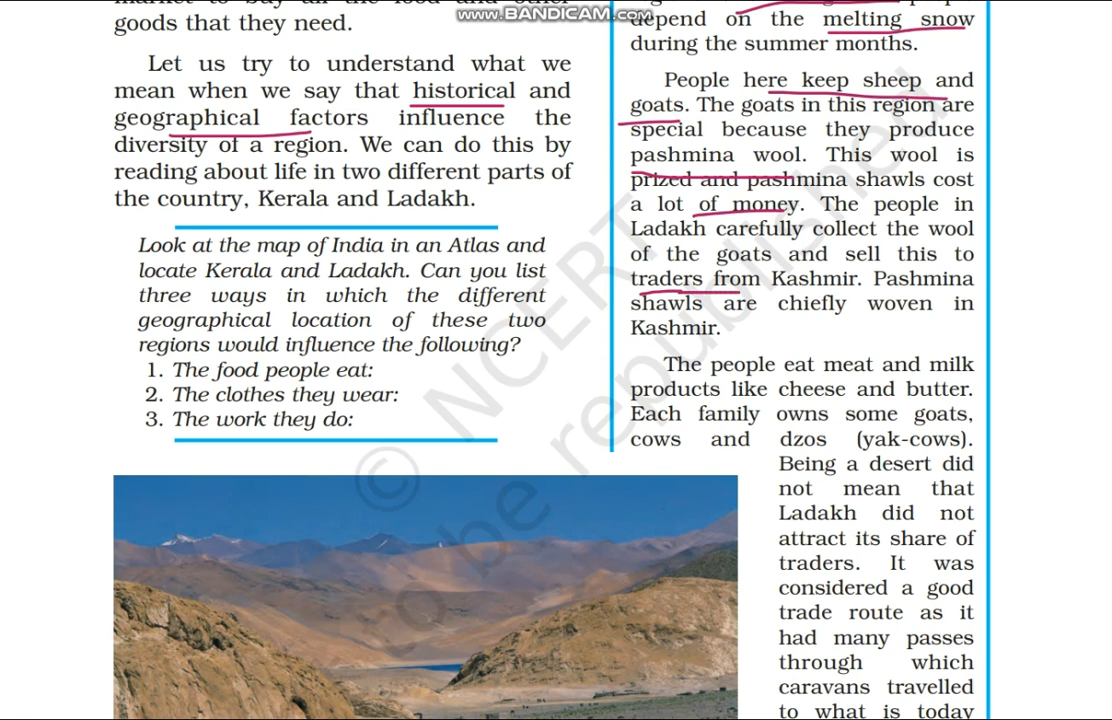 www.BANDICAM.com
goods that they need.
Let us try to understand what we
mean when we say that historical and
geographical factors influence the
diversity of a region. We can do this by
reading about life in two different parts of
the country, Kerala and Ladakh.
Look at the map of India in an Atlas and
locate Kerala and Ladakh. Can you list
three ways in which the different
geographical location of these two
regions would influence the following?
1. The food people eat:
2. The clothes they wear:
3. The work they do:
depend on the melting snow
during the summer months.
People here keep sheep and
goats. The goats in this region are
special because they produce
pashmina wool. This wool is
prized and pashmina shawls cost
a lot of money. The people in
Ladakh carefully collect the wool
of the goats and sell this to
traders from Kashmir. Pashmina
shawls are chiefly woven in
Kashmir.
The people eat meat and milk
products like cheese and butter.
Each family owns some goats,
cows and dzos (yak-cows).
Being a desert did
not mean that
Ladakh did not
attract its share of
traders. It was
considered a good
trade route as it
had many passes
through which
caravans travelled
to what is today
© NCERT
to be republished